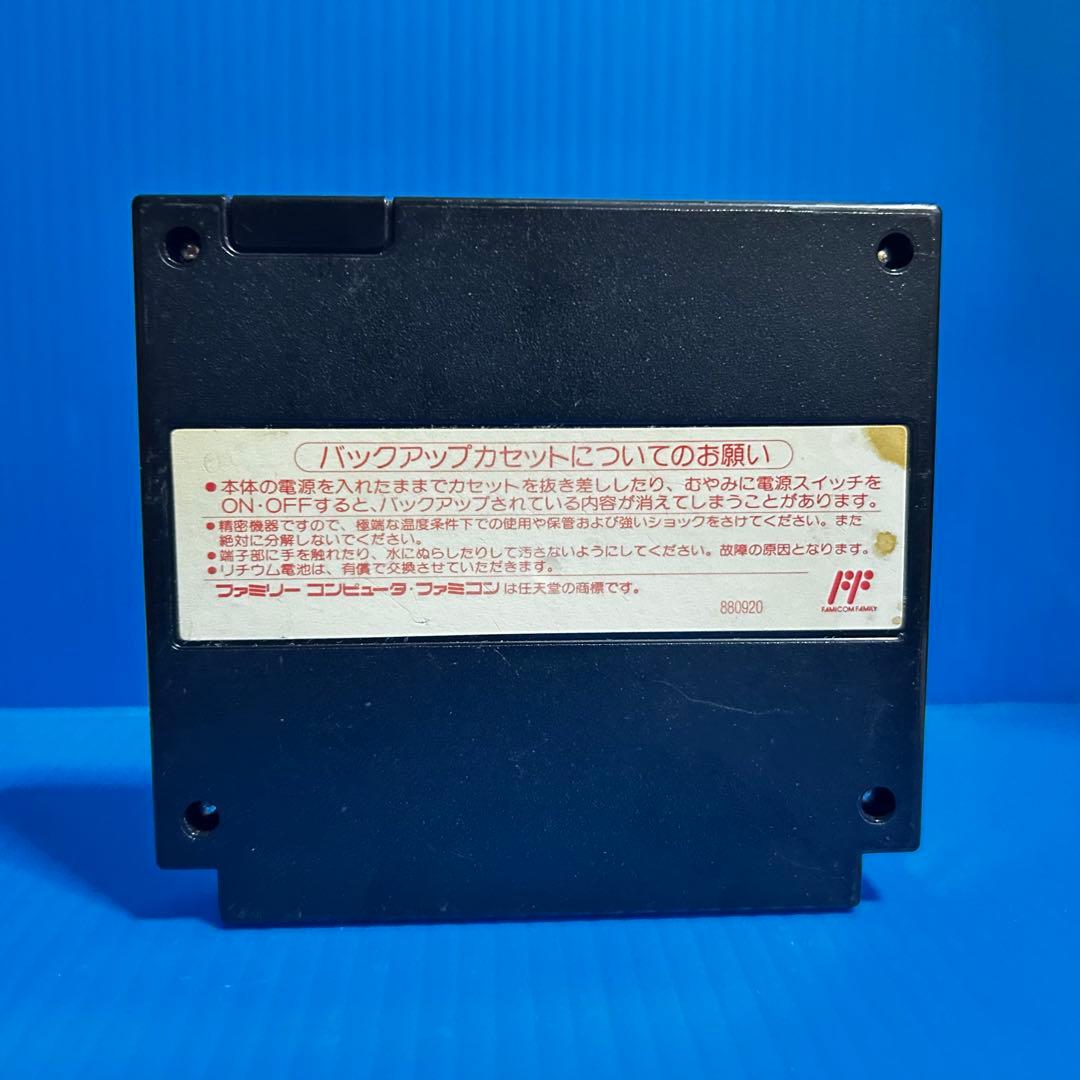 バックアップカセットについてのお願い
●本体の電源を入れたままでカセットを抜き差ししたり、むやみに電源スイッチを
ON・OFFすると、バックアップされている内容が消えてしまうことがあります。
●精密機器ですので、極端な温度条件下での使用や保管および強いショックをさけてください。また
絶対に分解しないでください。
●端子部に手を触れたり、水にぬらしたりして汚さないようにしてください。故障の原因となります。
●リチウム電池は、有償で交換させていただきます。
ファミリー コンピュータ・ファミコン は任天堂の商標です。
880920
FAMICOM FAMILY